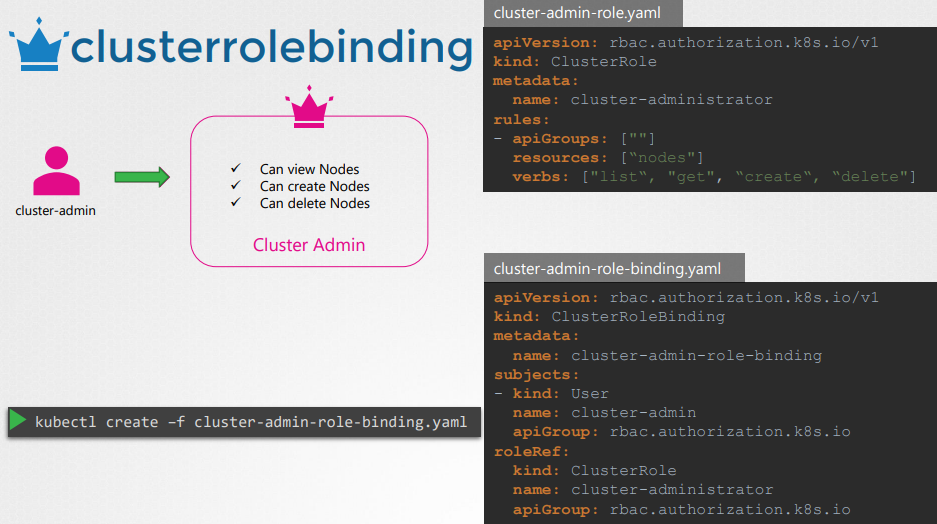 clusterrolebinding
cluster-admin
✓ Can view Nodes
✓ Can create Nodes
✓ Can delete Nodes
Cluster Admin
kubectl create –f cluster-admin-role-binding.yaml
cluster-admin-role.yaml
apiVersion: rbac.authorization.k8s.io/v1
kind: ClusterRole
metadata:
  name: cluster-administrator
rules:
- apiGroups: [""]
  resources: [“nodes"]
  verbs: ["list“, "get", “create“, “delete"]
cluster-admin-role-binding.yaml
apiVersion: rbac.authorization.k8s.io/v1
kind: ClusterRoleBinding
metadata:
  name: cluster-admin-role-binding
subjects:
- kind: User
  name: cluster-admin
  apiGroup: rbac.authorization.k8s.io
roleRef:
  kind: ClusterRole
  name: cluster-administrator
  apiGroup: rbac.authorization.k8s.io